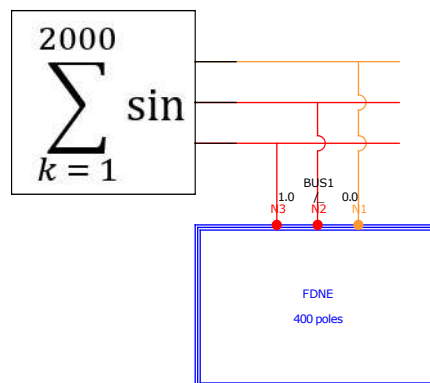 2000
∑ sin
k = 1
BUS1
1.0 /_ 0.0
N3 N2 N1
FDNE
400 poles